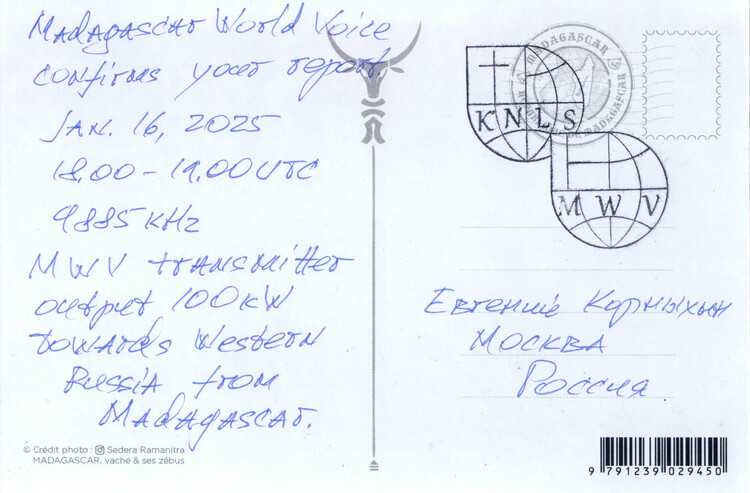 Madagascar World Voice
confirms your report.
Jan. 16, 2025
18.00 - 19.00 UTC
9885 kHz
MWV transmitter
output 100 kW
towards Western
Russia from
Madagascar.
MADAGASCAR
KNLS
MWV
Евгений Корныхын
Москва
Россия
© Crédit photo : Sedera Ramanitra
MADAGASCAR, vaché & ses zébus
9 791239 029450